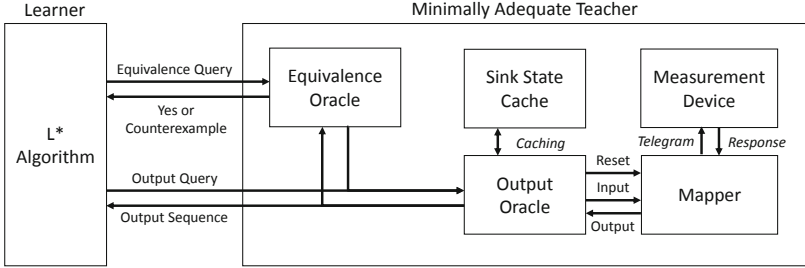 Learner
Minimally Adequate Teacher
L*
Algorithm
Equivalence Query
Yes or
Counterexample
Output Query
Output Sequence
Equivalence
Oracle
Sink State
Cache
Measurement
Device
Caching
Telegram
Response
Output
Oracle
Reset
Input
Output
Mapper